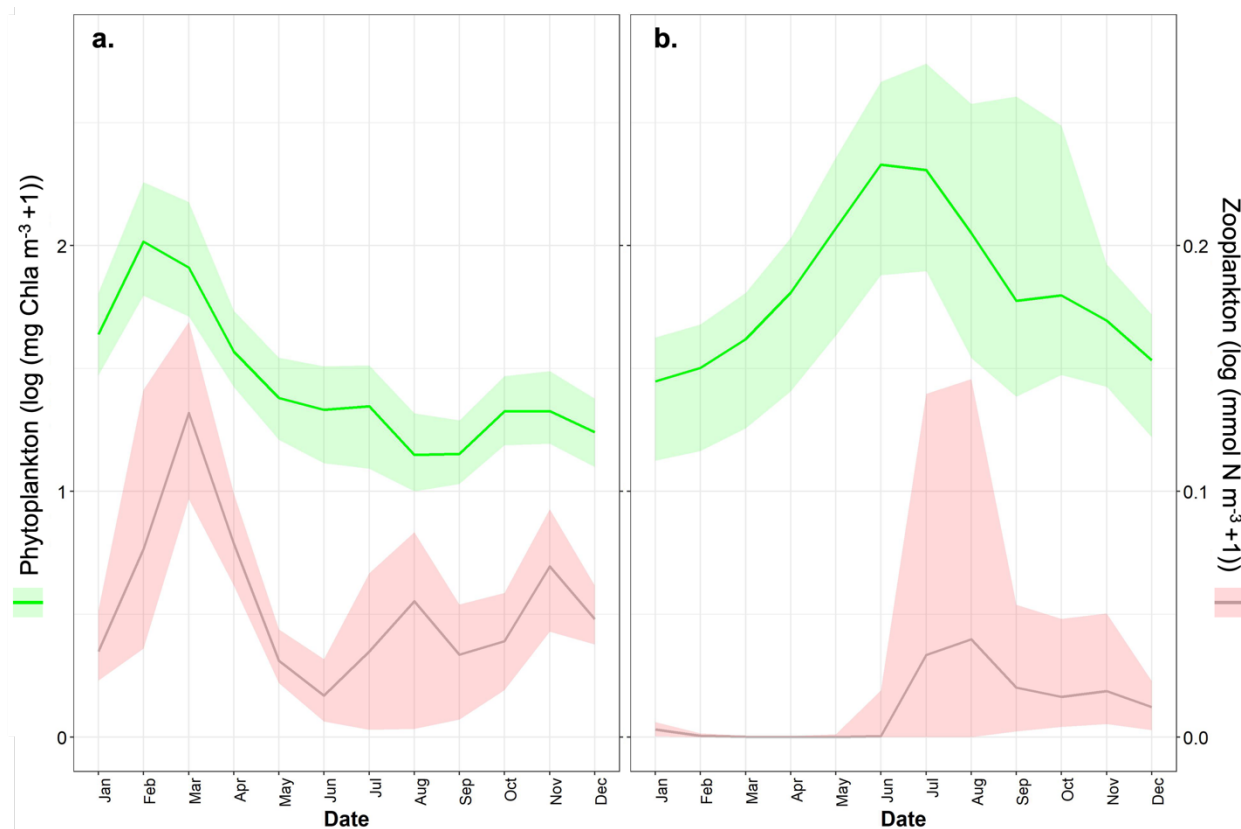 a.
b.
Phytoplankton (log (mg Chla m⁻³ +1))
2
1
0
Zooplankton (log (mmol N m⁻³ +1))
0.2
0.1
0.0
Jan Feb Mar Apr May Jun Jul Aug Sep Oct Nov Dec
Jan Feb Mar Apr May Jun Jul Aug Sep Oct Nov Dec
Date
Date